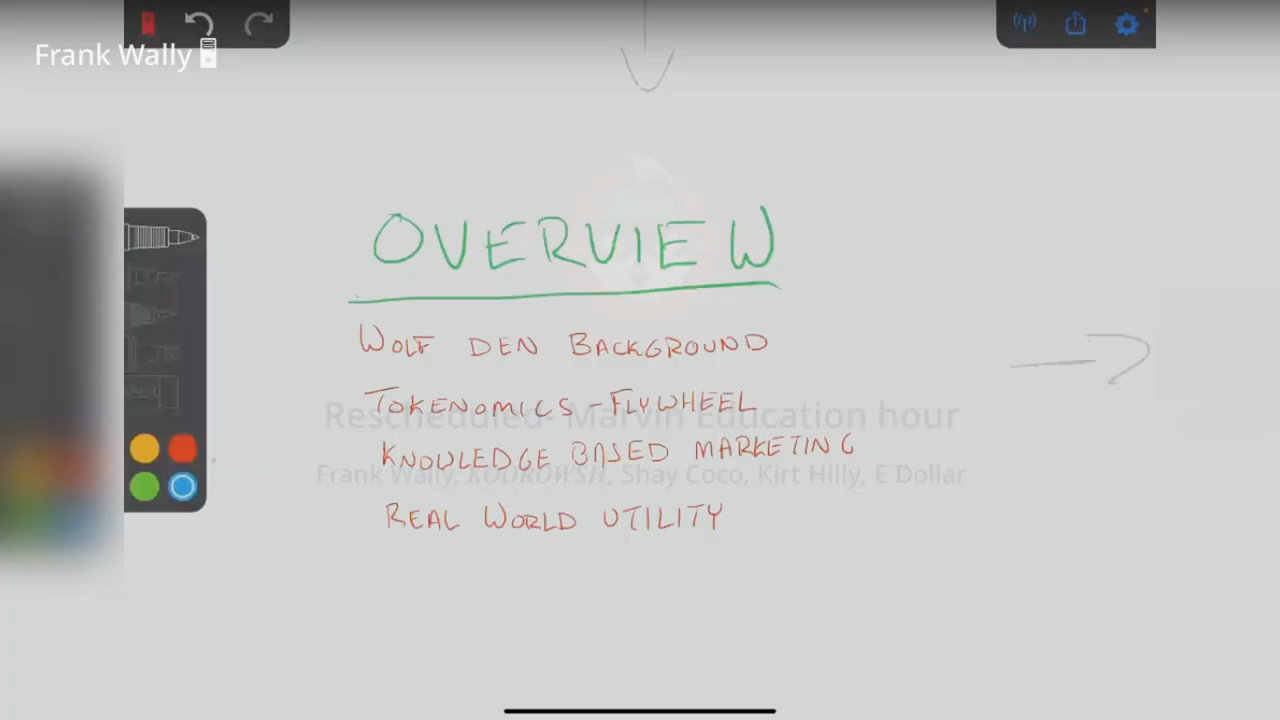 Frank Wally
OVERVIEW
WOLF DEN BACKGROUND
TOKENOMICS - FLYWHEEL
Rescheduled- Marvin Education hour
KNOWLEDGE BASED MARKETING
Frank Wally, KODROWSII, Shay Coco, Kirt Hilly, E Dollar
REAL WORLD UTILITY